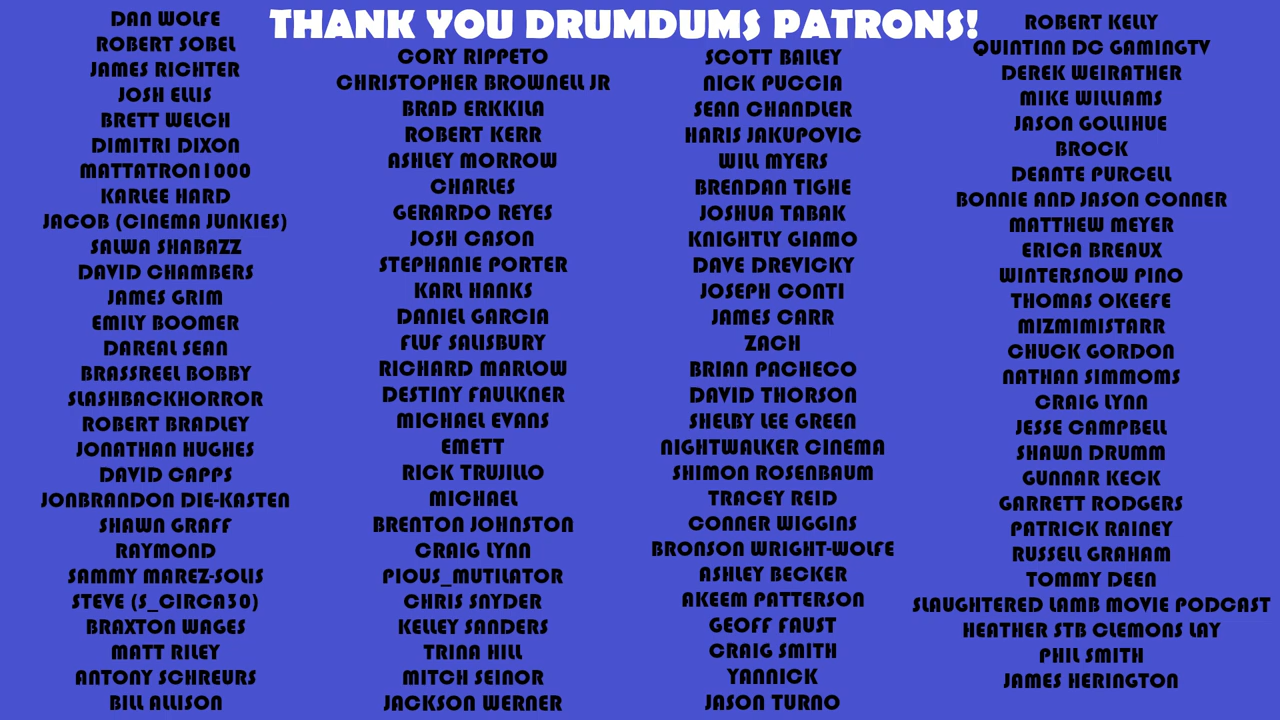 THANK YOU DRUMDUMS PATRONS!
DAN WOLFE
ROBERT SOBEL
JAMES RICHTER
JOSH ELLIS
BRETT WELCH
DIMITRI DIXON
MATTATRON1000
KARLEE HARD
JACOB (CINEMA JUNKIES)
SALWA SHABAZZ
DAVID CHAMBERS
JAMES GRIM
EMILY BOOMER
DAREAL SEAN
BRASSREEL BOBBY
SLASHBACKHORROR
ROBERT BRADLEY
JONATHAN HUGHES
DAVID CAPPS
JONBRANDON DIE-KASTEN
SHAWN GRAFF
RAYMOND
SAMMY MAREZ-SOLIS
STEVE (S_CIRCA30)
BRAXTON WAGES
MATT RILEY
ANTONY SCHREURS
BILL ALLISON
CORY RIPPETO
CHRISTOPHER BROWNELL JR
BRAD ERKKILA
ROBERT KERR
ASHLEY MORROW
CHARLES
GERARDO REYES
JOSH CASON
STEPHANIE PORTER
KARL HANKS
DANIEL GARCIA
FLUF SALISBURY
RICHARD MARLOW
DESTINY FAULKNER
MICHAEL EVANS
EMETT
RICK TRUJILLO
MICHAEL
BRENTON JOHNSTON
CRAIG LYNN
PIOUS_MUTILATOR
CHRIS SNYDER
KELLEY SANDERS
TRINA HILL
MITCH SEINOR
JACKSON WERNER
SCOTT BAILEY
NICK PUCCIA
SEAN CHANDLER
HARIS JAKUPOVIC
WILL MYERS
BRENDAN TIGHE
JOSHUA TABAK
KNIGHTLY GIAMO
DAVE DREVICKY
JOSEPH CONTI
JAMES CARR
ZACH
BRIAN PACHECO
DAVID THORSON
SHELBY LEE GREEN
NIGHTWALKER CINEMA
SHIMON ROSENBAUM
TRACEY REID
CONNER WIGGINS
BRONSON WRIGHT-WOLFE
ASHLEY BECKER
AKEEM PATTERSON
GEOFF FAUST
CRAIG SMITH
YANNICK
JASON TURNO
ROBERT KELLY
QUINTINN DC GAMINGTV
DEREK WEIRATHER
MIKE WILLIAMS
JASON GOLLIHUE
BROCK
DEANTE PURCELL
BONNIE AND JASON CONNER
MATTHEW MEYER
ERICA BREAUX
WINTERSNOW PINO
THOMAS OKEEFE
MIZMIMISTARR
CHUCK GORDON
NATHAN SIMMOMS
CRAIG LYNN
JESSE CAMPBELL
SHAWN DRUMM
GUNNAR KECK
GARRETT RODGERS
PATRICK RAINEY
RUSSELL GRAHAM
TOMMY DEEN
SLAUGHTERED LAMB MOVIE PODCAST
HEATHER STB CLEMONS LAY
PHIL SMITH
JAMES HERINGTON